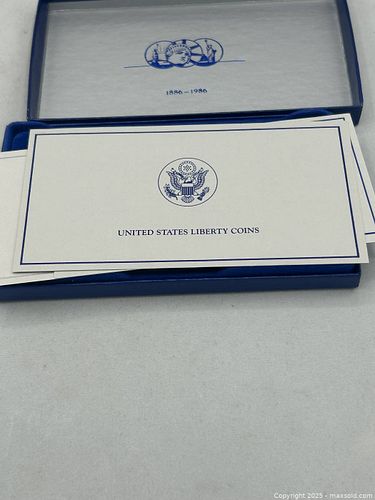 1886-1986
UNITED STATES LIBERTY COINS
Copyright © 2025 - maxsold.com